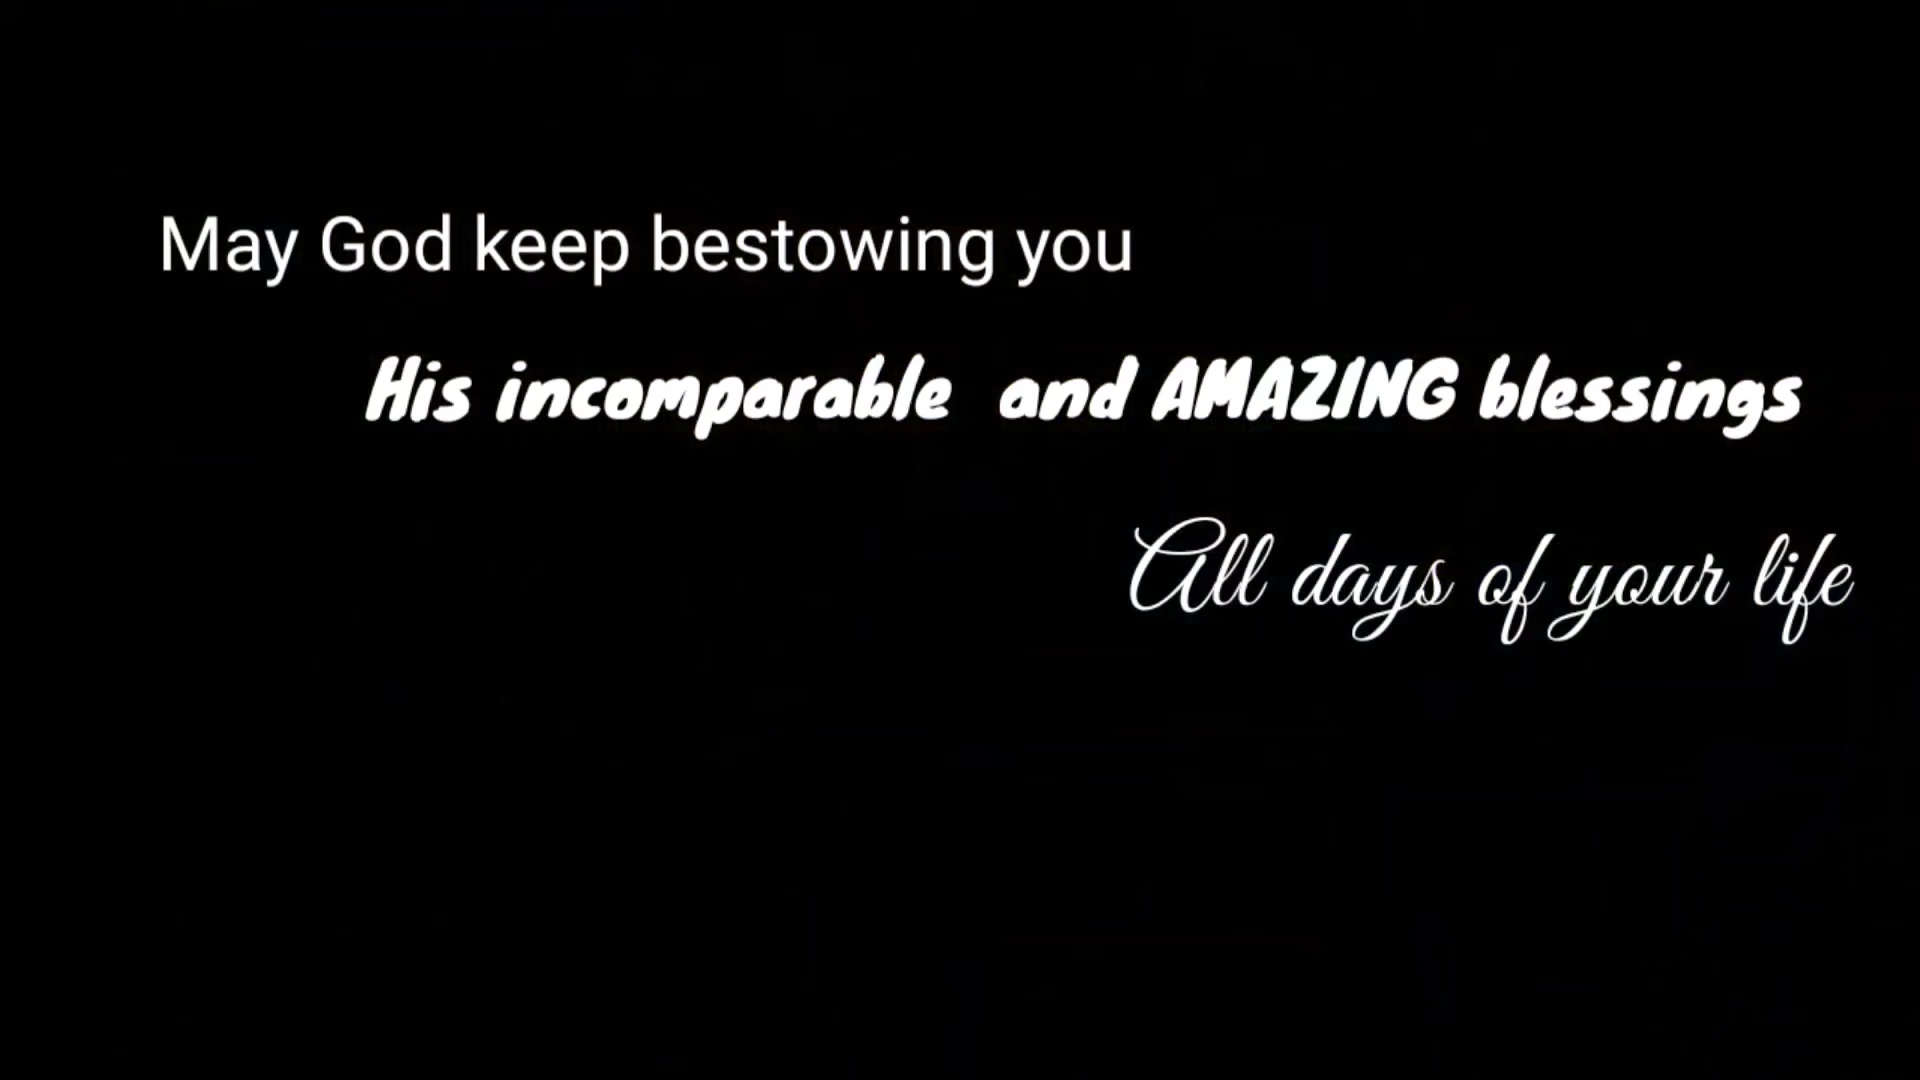 May God keep bestowing you
His incomparable and AMAZING blessings
All days of your life